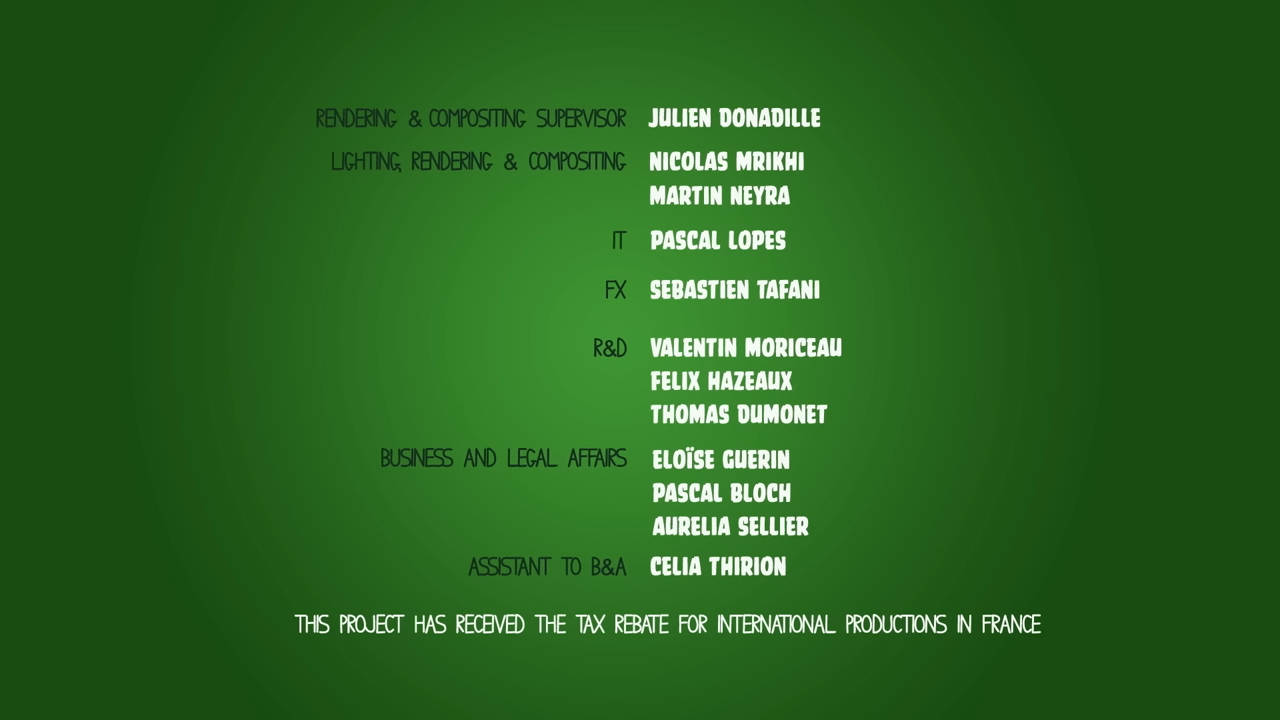 RENDERING & COMPOSITING SUPERVISOR JULIEN DONADILLE
LIGHTING, RENDERING & COMPOSITING NICOLAS MRIKHI
MARTIN NEYRA
IT PASCAL LOPES
FX SEBASTIEN TAFANI
R&D VALENTIN MORICEAU
FELIX HAZEAUX
THOMAS DUMONET
BUSINESS AND LEGAL AFFAIRS ELOÏSE GUERIN
PASCAL BLOCH
AURELIA SELLIER
ASSISTANT TO B&A CELIA THIRION
THIS PROJECT HAS RECEIVED THE TAX REBATE FOR INTERNATIONAL PRODUCTIONS IN FRANCE